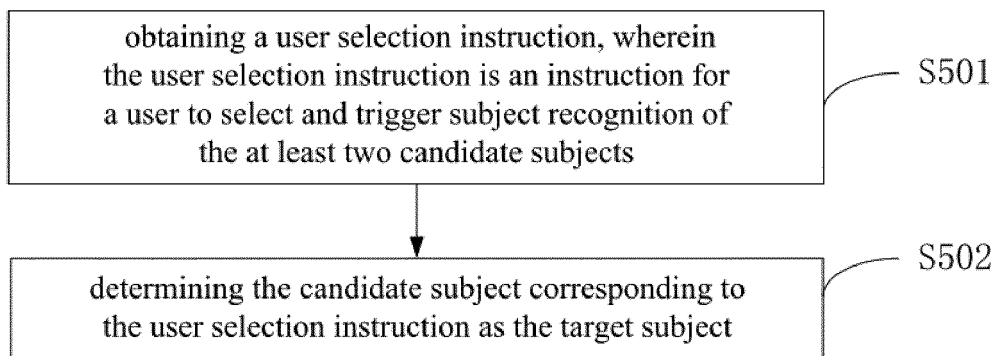 obtaining a user selection instruction, wherein
the user selection instruction is an instruction for
a user to select and trigger subject recognition of
the at least two candidate subjects
S501
determining the candidate subject corresponding to
the user selection instruction as the target subject
S502